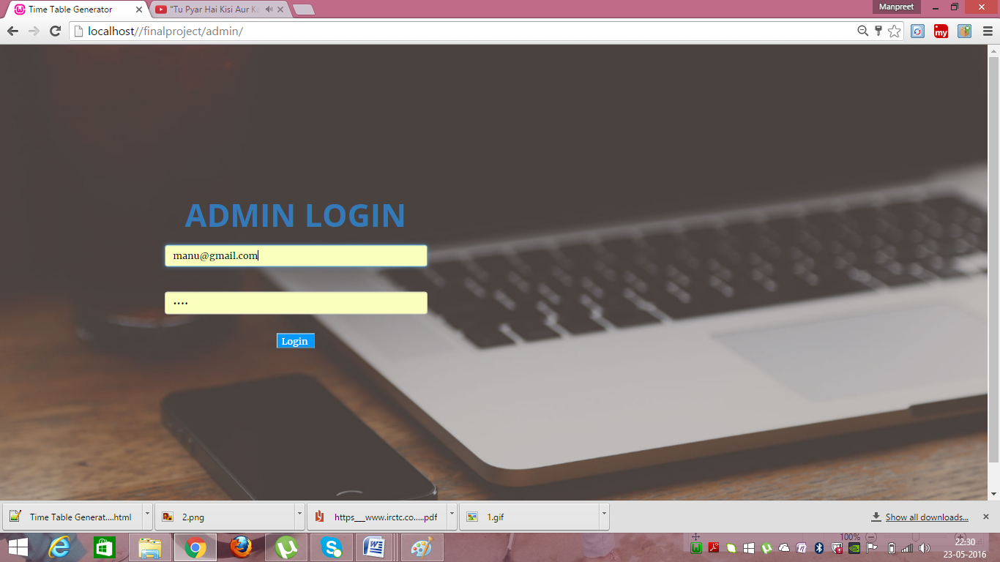 Time Table Generator
"Tu Pyar Hai Kisi Aur K
Manpreet
localhost//finalproject/admin/
my
ADMIN LOGIN
manu@gmail.com
••••
Login
Time Table Generat....html
2.png
https___www.irctc.co.....pdf
1.gif
Show all downloads...
100%
22:30
23-05-2016